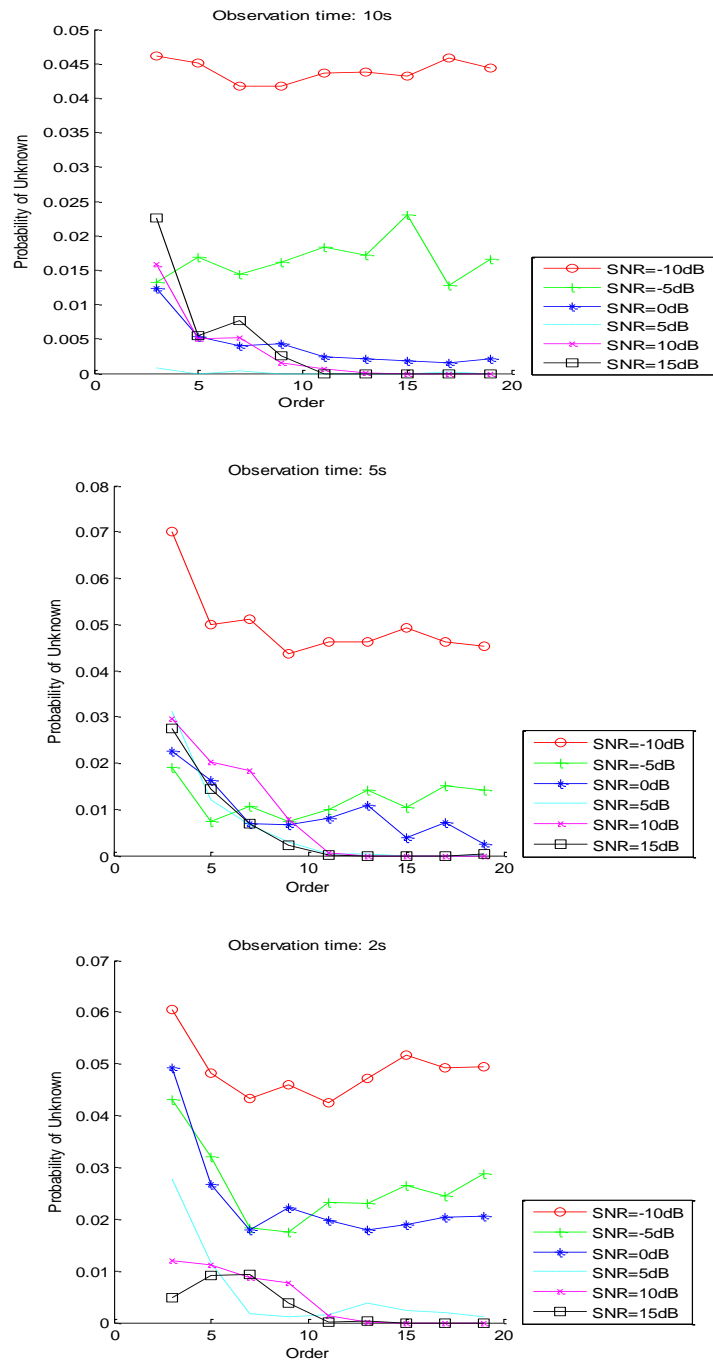 Observation time: 10s
0.05
0.045
0.04
0.035
0.03
0.025
0.02
0.015
0.01
0.005
0
Probability of Unknown
0 5 10 15 20
Order
SNR=-10dB
SNR=-5dB
SNR=0dB
SNR=5dB
SNR=10dB
SNR=15dB
Observation time: 5s
0.08
0.07
0.06
0.05
0.04
0.03
0.02
0.01
0
Probability of Unknown
0 5 10 15 20
Order
SNR=-10dB
SNR=-5dB
SNR=0dB
SNR=5dB
SNR=10dB
SNR=15dB
Observation time: 2s
0.07
0.06
0.05
0.04
0.03
0.02
0.01
0
Probability of Unknown
0 5 10 15 20
Order
SNR=-10dB
SNR=-5dB
SNR=0dB
SNR=5dB
SNR=10dB
SNR=15dB